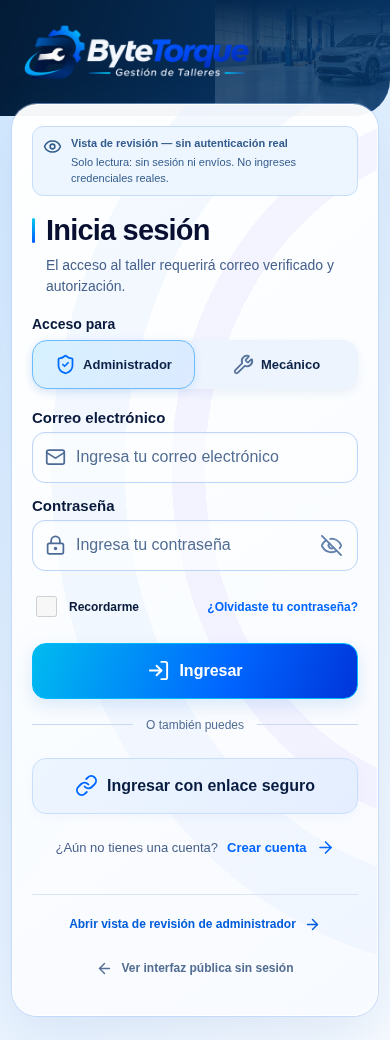 ByteTorque
Gestión de Talleres
Vista de revisión — sin autenticación real
Solo lectura: sin sesión ni envíos. No ingreses
credenciales reales.
Inicia sesión
El acceso al taller requerirá correo verificado y
autorización.
Acceso para
Administrador
Mecánico
Correo electrónico
Ingresa tu correo electrónico
Contraseña
Ingresa tu contraseña
Recordarme
¿Olvidaste tu contraseña?
Ingresar
O también puedes
Ingresar con enlace seguro
¿Aún no tienes una cuenta? Crear cuenta
Abrir vista de revisión de administrador
Ver interfaz pública sin sesión